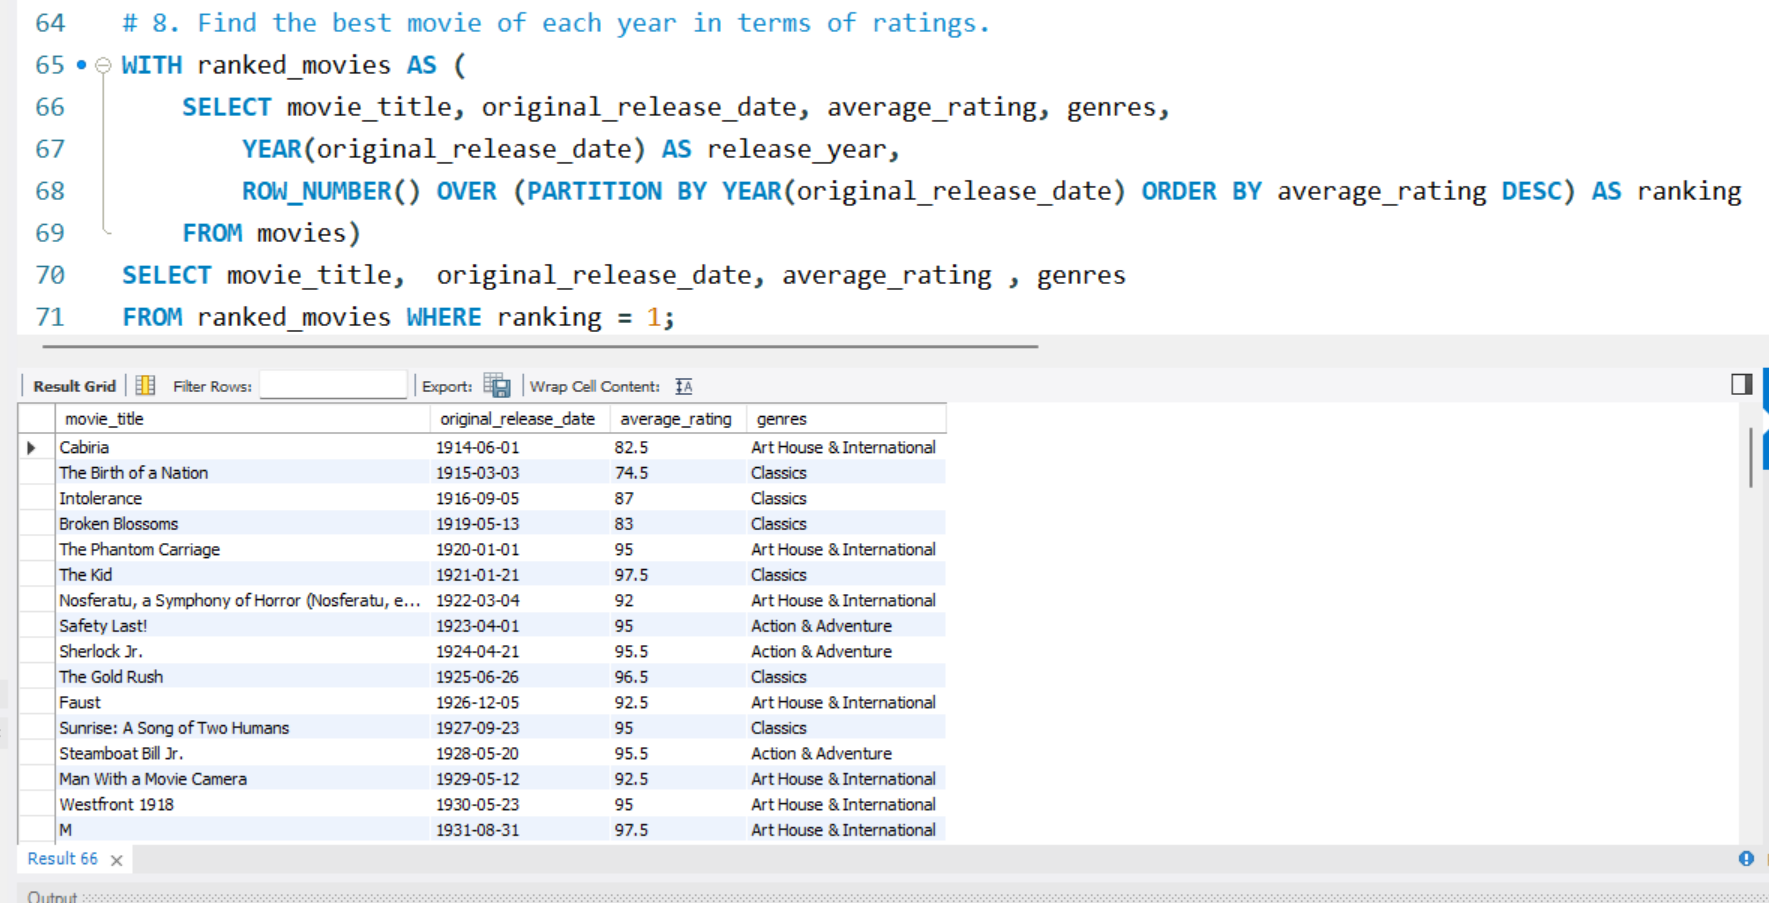 64 # 8. Find the best movie of each year in terms of ratings.
65 WITH ranked_movies AS (
66 SELECT movie_title, original_release_date, average_rating, genres,
67 YEAR(original_release_date) AS release_year,
68 ROW_NUMBER() OVER (PARTITION BY YEAR(original_release_date) ORDER BY average_rating DESC) AS ranking
69 FROM movies)
70 SELECT movie_title,  original_release_date, average_rating , genres
71 FROM ranked_movies WHERE ranking = 1;
Result Grid Filter Rows: Export: Wrap Cell Content:
movie_title original_release_date average_rating genres
Cabiria 1914-06-01 82.5 Art House & International
The Birth of a Nation 1915-03-03 74.5 Classics
Intolerance 1916-09-05 87 Classics
Broken Blossoms 1919-05-13 83 Classics
The Phantom Carriage 1920-01-01 95 Art House & International
The Kid 1921-01-21 97.5 Classics
Nosferatu, a Symphony of Horror (Nosferatu, e... 1922-03-04 92 Art House & International
Safety Last! 1923-04-01 95 Action & Adventure
Sherlock Jr. 1924-04-21 95.5 Action & Adventure
The Gold Rush 1925-06-26 96.5 Classics
Faust 1926-12-05 92.5 Art House & International
Sunrise: A Song of Two Humans 1927-09-23 95 Classics
Steamboat Bill Jr. 1928-05-20 95.5 Action & Adventure
Man With a Movie Camera 1929-05-12 92.5 Art House & International
Westfront 1918 1930-05-23 95 Art House & International
M 1931-08-31 97.5 Art House & International
Result 66
Output